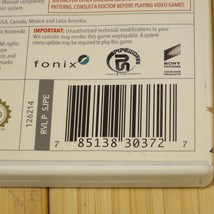 PATTERNS, CONSULT A DOCTOR BEFORE PLAYING VIDEO GAMES.
USA, Canada, Mexico and Latin America.
IMPORTANT: Unauthorized technical modifications to your
Wii console may render this game unplayable. A system
menu update may be required to play this game.
fonix
PIPEWORKS
SONY
PICTURES
126214
RVL P SJPE
7 85138 30372 7